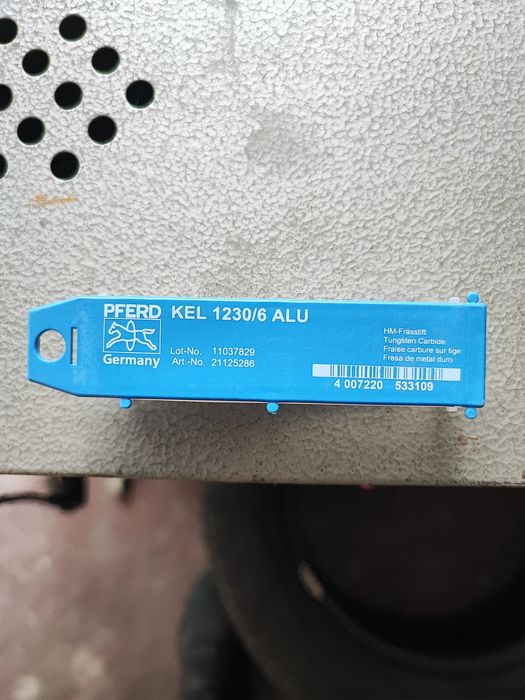 PFERD
Germany
KEL 1230/6 ALU
Lot-No. 11037829
Art.-No. 21125286
HM-Frässtift
Tungsten Carbide
Fraise carbure sur tige
Fresa de metal duro
4 007220 533109